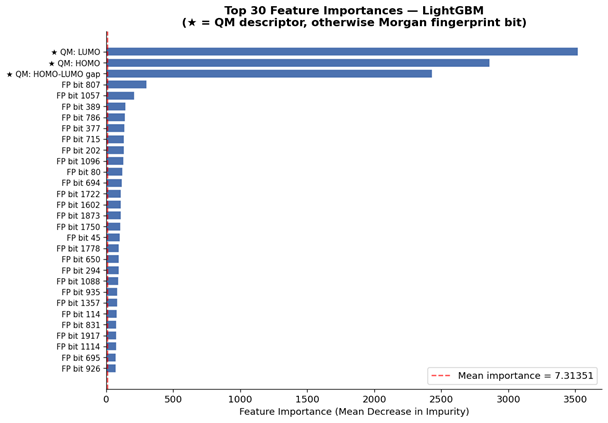 Top 30 Feature Importances — LightGBM
(★ = QM descriptor, otherwise Morgan fingerprint bit)
★ QM: LUMO
★ QM: HOMO
★ QM: HOMO-LUMO gap
FP bit 807
FP bit 1057
FP bit 389
FP bit 786
FP bit 377
FP bit 715
FP bit 202
FP bit 1096
FP bit 80
FP bit 694
FP bit 1722
FP bit 1602
FP bit 1873
FP bit 1750
FP bit 45
FP bit 1778
FP bit 650
FP bit 294
FP bit 1088
FP bit 935
FP bit 1357
FP bit 114
FP bit 831
FP bit 1917
FP bit 1114
FP bit 695
FP bit 926
Mean importance = 7.31351
0 500 1000 1500 2000 2500 3000 3500
Feature Importance (Mean Decrease in Impurity)